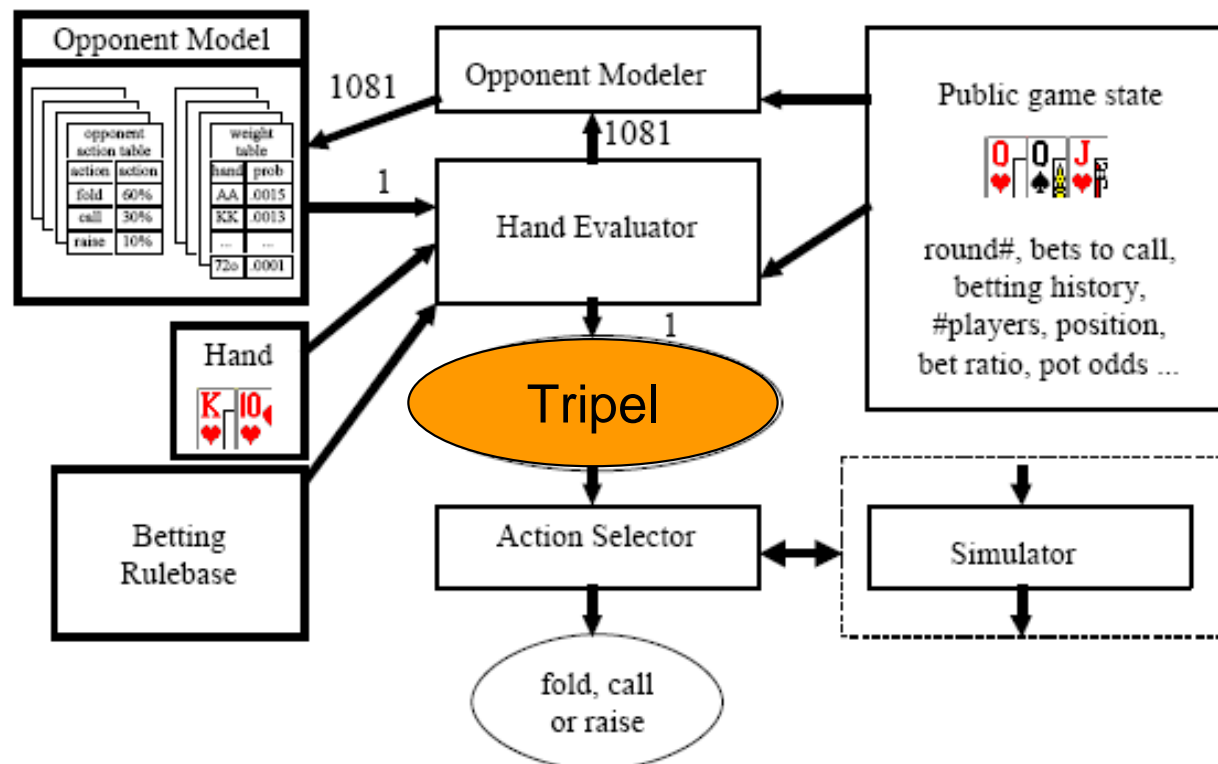 Opponent Model
opponent
action table
action action
fold 60%
call 30%
raise 10%
weight
table
hand prob
AA .0015
KK .0013
... ...
72o .0001
1081
Opponent Modeler
1081
1
Hand Evaluator
Public game state
Q Q J
round#, bets to call,
betting history,
#players, position,
bet ratio, pot odds ...
Hand
K 10
1
Tripel
Betting
Rulebase
Action Selector
Simulator
fold, call
or raise